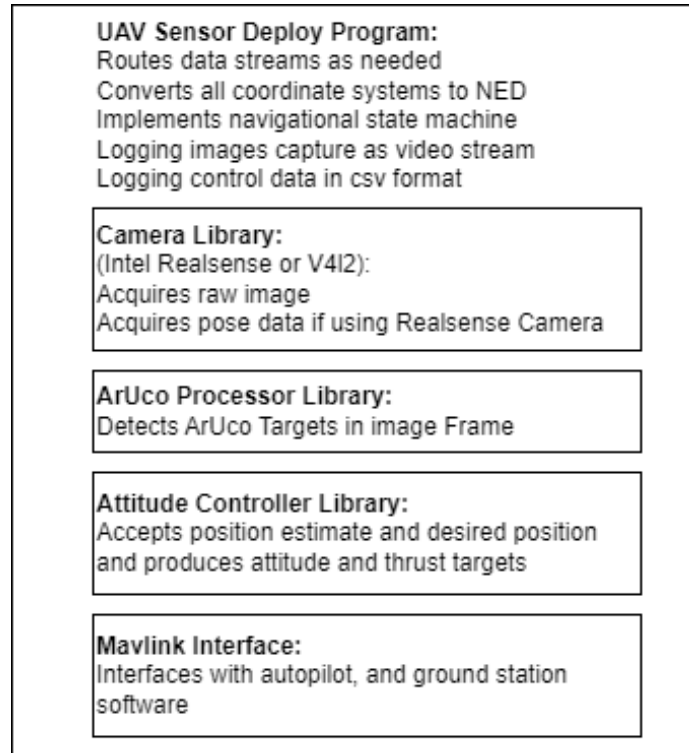 UAV Sensor Deploy Program:
Routes data streams as needed
Converts all coordinate systems to NED
Implements navigational state machine
Logging images capture as video stream
Logging control data in csv format
Camera Library:
(Intel Realsense or V4l2):
Acquires raw image
Acquires pose data if using Realsense Camera
ArUco Processor Library:
Detects ArUco Targets in image Frame
Attitude Controller Library:
Accepts position estimate and desired position
and produces attitude and thrust targets
Mavlink Interface:
Interfaces with autopilot, and ground station
software